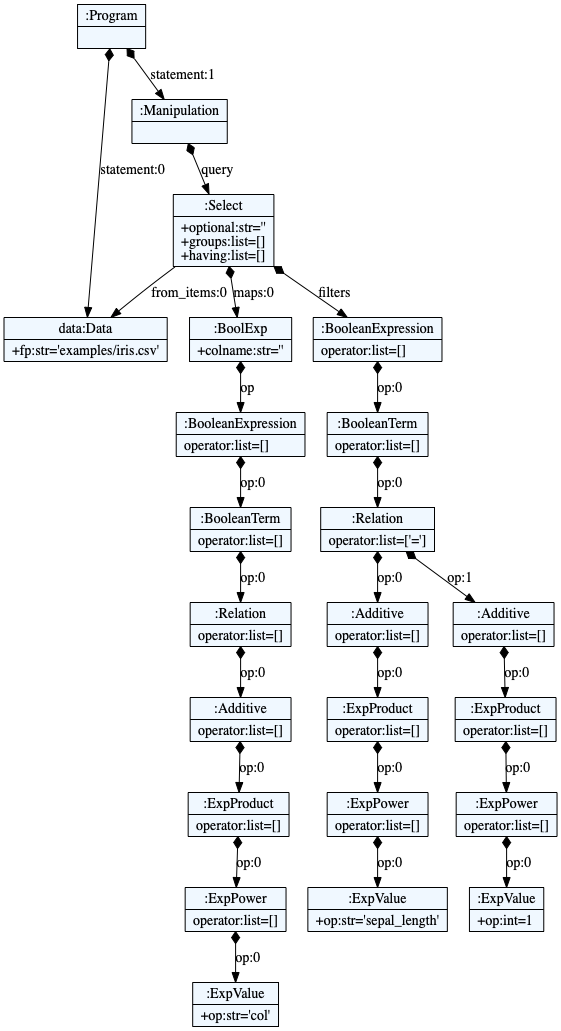 :Program
statement:1
:Manipulation
statement:0
query
:Select
+optional:str=''
+groups:list=[]
+having:list=[]
from_items:0
maps:0
filters
data:Data
+fp:str='examples/iris.csv'
:BoolExp
+colname:str=''
:BooleanExpression
operator:list=[]
op
op:0
:BooleanExpression
operator:list=[]
:BooleanTerm
operator:list=[]
op:0
op:0
:BooleanTerm
operator:list=[]
:Relation
operator:list=['=']
op:0
op:0
op:1
:Relation
operator:list=[]
:Additive
operator:list=[]
:Additive
operator:list=[]
op:0
op:0
op:0
:Additive
operator:list=[]
:ExpProduct
operator:list=[]
:ExpProduct
operator:list=[]
op:0
op:0
op:0
:ExpProduct
operator:list=[]
:ExpPower
operator:list=[]
:ExpPower
operator:list=[]
op:0
op:0
op:0
:ExpPower
operator:list=[]
:ExpValue
+op:str='sepal_length'
:ExpValue
+op:int=1
op:0
:ExpValue
+op:str='col'